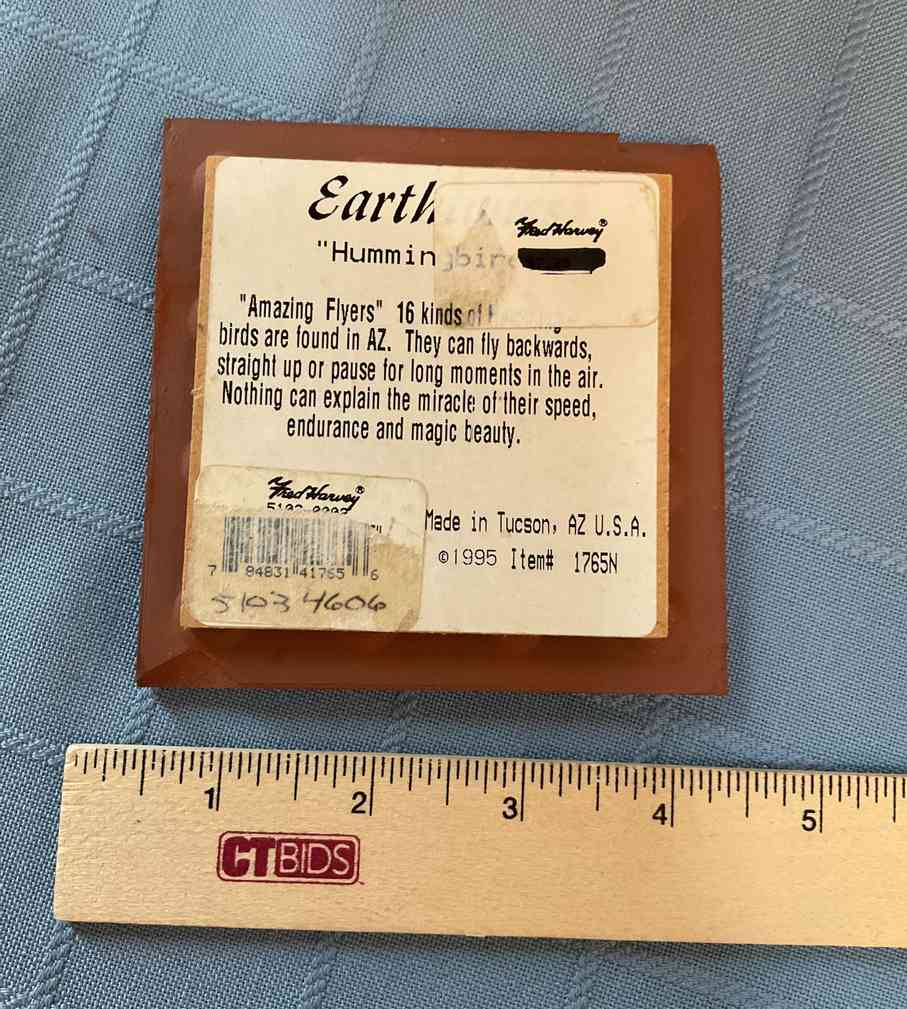 Earth
Fred Harvey®
"Hummingbir
"Amazing Flyers" 16 kinds of
birds are found in AZ. They can fly backwards,
straight up or pause for long moments in the air.
Nothing can explain the miracle of their speed,
endurance and magic beauty.
Fred Harvey®
Made in Tucson, AZ U.S.A.
©1995 Item# 1765N
7 84831 41765 6
5103 4606
1 2 3 4 5
CTBIDS